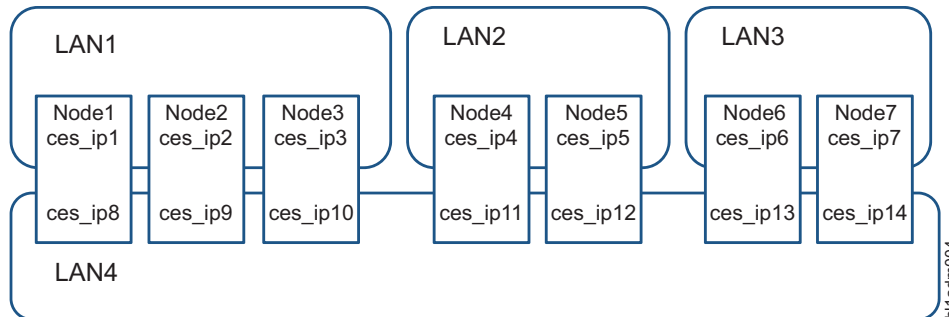 LAN1 LAN2 LAN3
Node1 Node2 Node3 Node4 Node5 Node6 Node7
ces_ip1 ces_ip2 ces_ip3 ces_ip4 ces_ip5 ces_ip6 ces_ip7
ces_ip8 ces_ip9 ces_ip10 ces_ip11 ces_ip12 ces_ip13 ces_ip14
LAN4